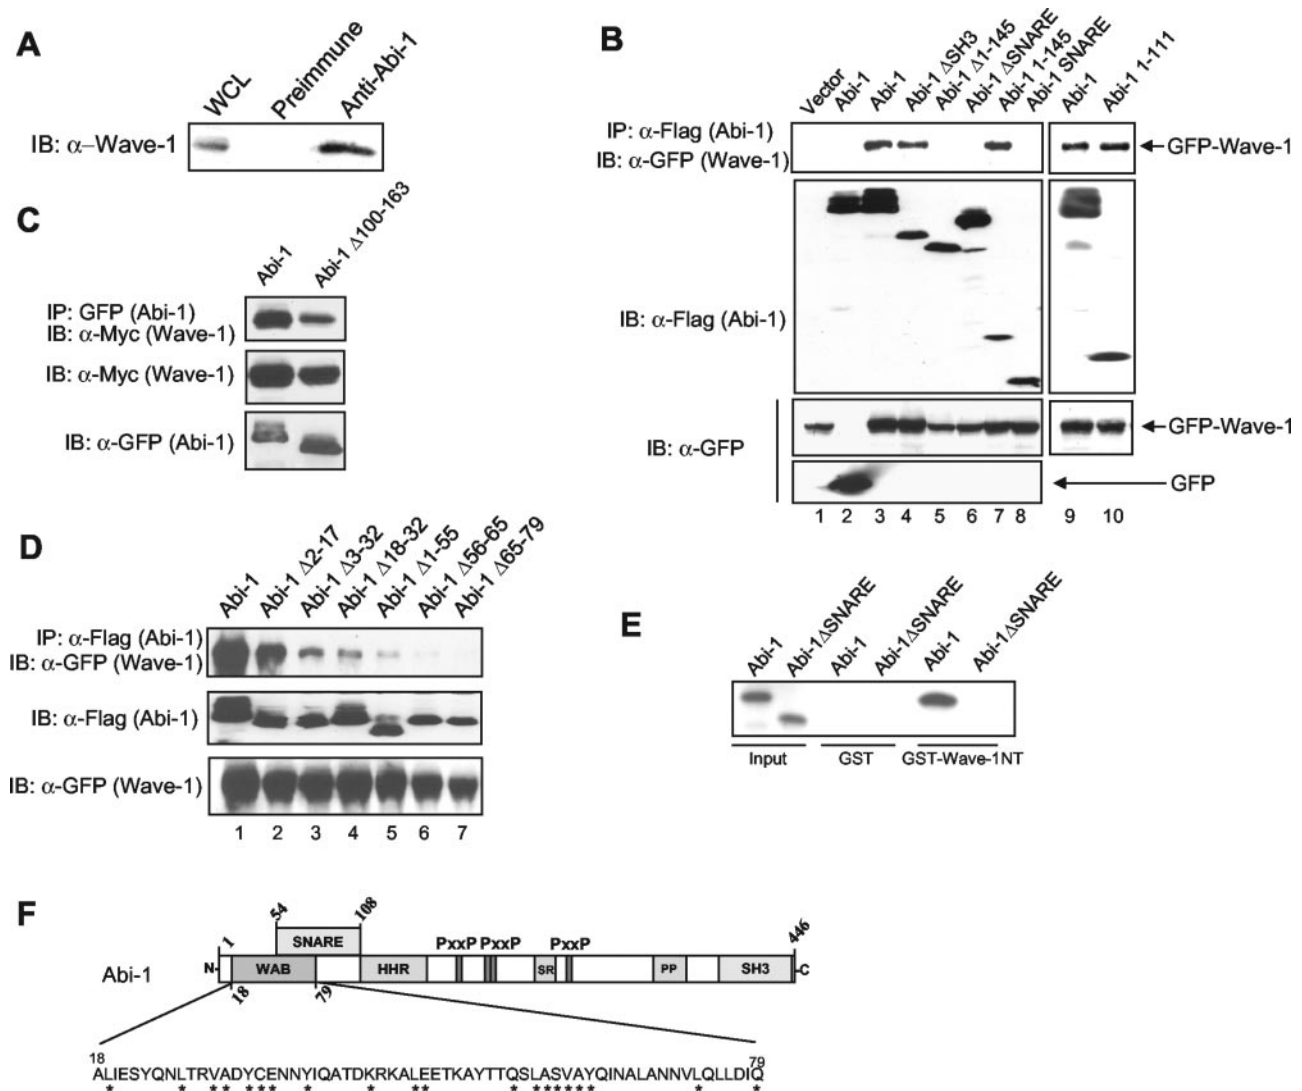 A
WCL
Preimmune
Anti-Abi-1
IB: α–Wave-1
B
Vector
Abi-1
Abi-1
Abi-1 ΔSH3
Abi-1 Δ1-145
Abi-1 ΔSNARE
Abi-1 1-145
Abi-1 SNARE
Abi-1
Abi-1 1-111
IP: α-Flag (Abi-1)
IB: α-GFP (Wave-1)
GFP-Wave-1
IB: α-Flag (Abi-1)
IB: α-GFP
GFP-Wave-1
GFP
1 2 3 4 5 6 7 8 9 10
C
Abi-1
Abi-1 Δ100-163
IP: GFP (Abi-1)
IB: α-Myc (Wave-1)
IB: α-Myc (Wave-1)
IB: α-GFP (Abi-1)
D
Abi-1
Abi-1 Δ2-17
Abi-1 Δ3-32
Abi-1 Δ18-32
Abi-1 Δ1-55
Abi-1 Δ56-65
Abi-1 Δ65-79
IP: α-Flag (Abi-1)
IB: α-GFP (Wave-1)
IB: α-Flag (Abi-1)
IB: α-GFP (Wave-1)
1 2 3 4 5 6 7
E
Abi-1
Abi-1ΔSNARE
Abi-1
Abi-1ΔSNARE
Abi-1
Abi-1ΔSNARE
Input GST GST-Wave-1NT
F
54 108
1 SNARE PxxP PxxP PxxP 446
Abi-1 N- WAB HHR SR PP SH3 -C
18 79
18 79
ALIESYQNLTRVADYCENNYIQATDKRKALEETKAYTTQSLASVAYQINALANNVLQLLDIQ
* * * * * * * * * * * * * * * * * * * *